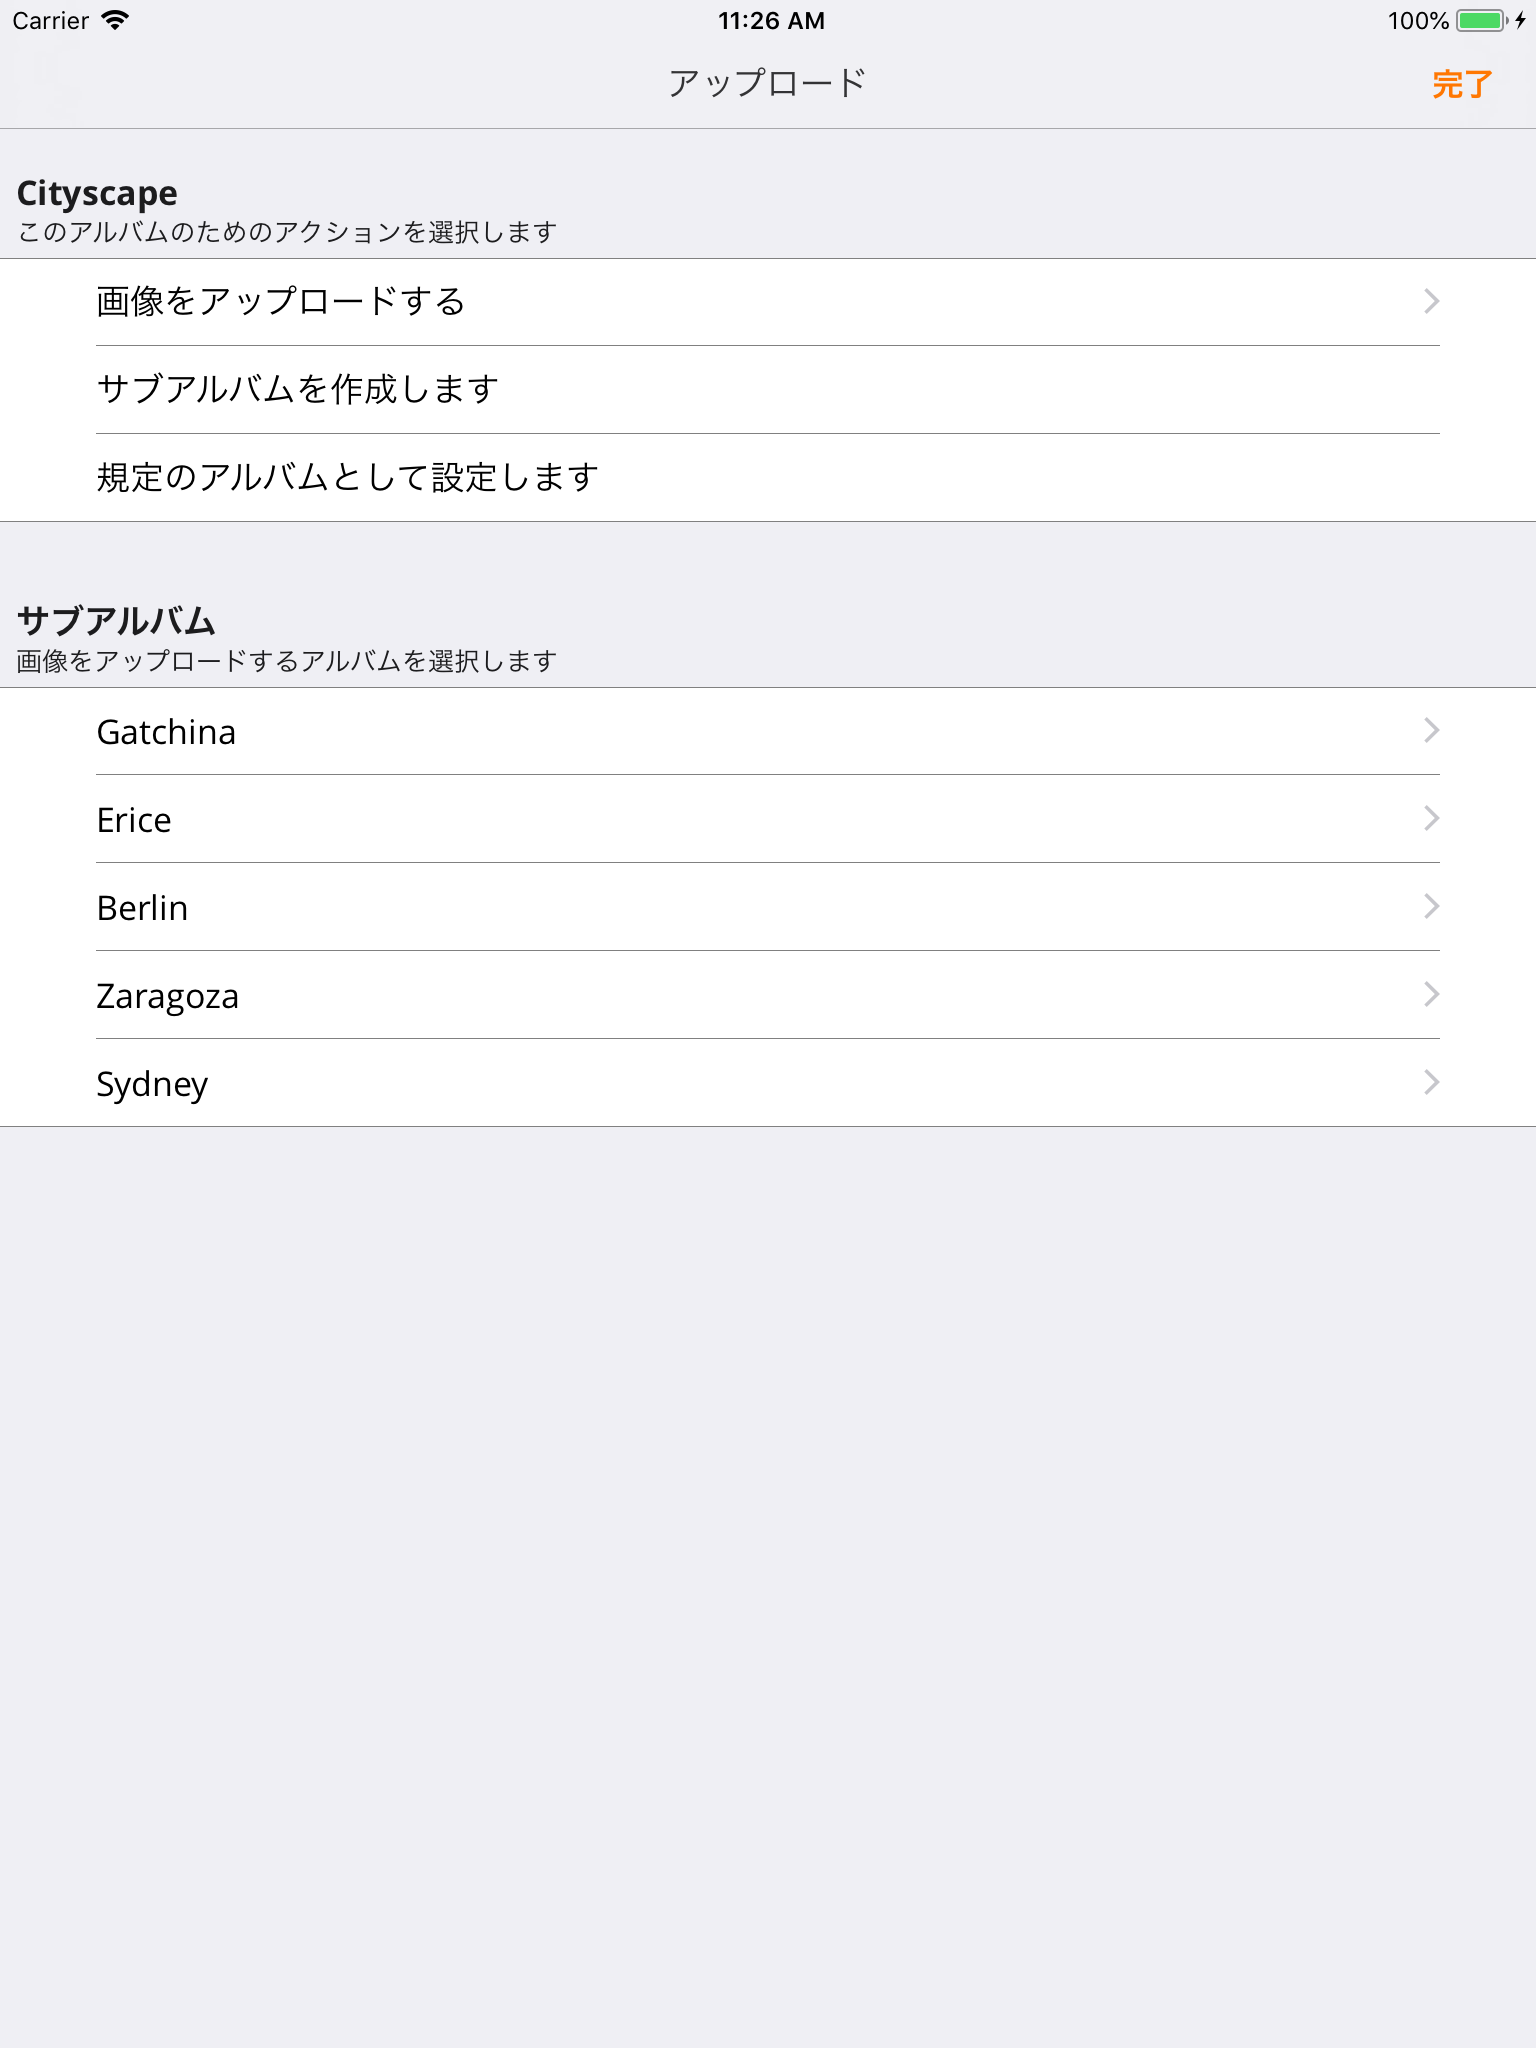 Carrier 11:26 AM 100%
アップロード 完了
Cityscape
このアルバムのためのアクションを選択します
画像をアップロードする
サブアルバムを作成します
規定のアルバムとして設定します
サブアルバム
画像をアップロードするアルバムを選択します
Gatchina
Erice
Berlin
Zaragoza
Sydney